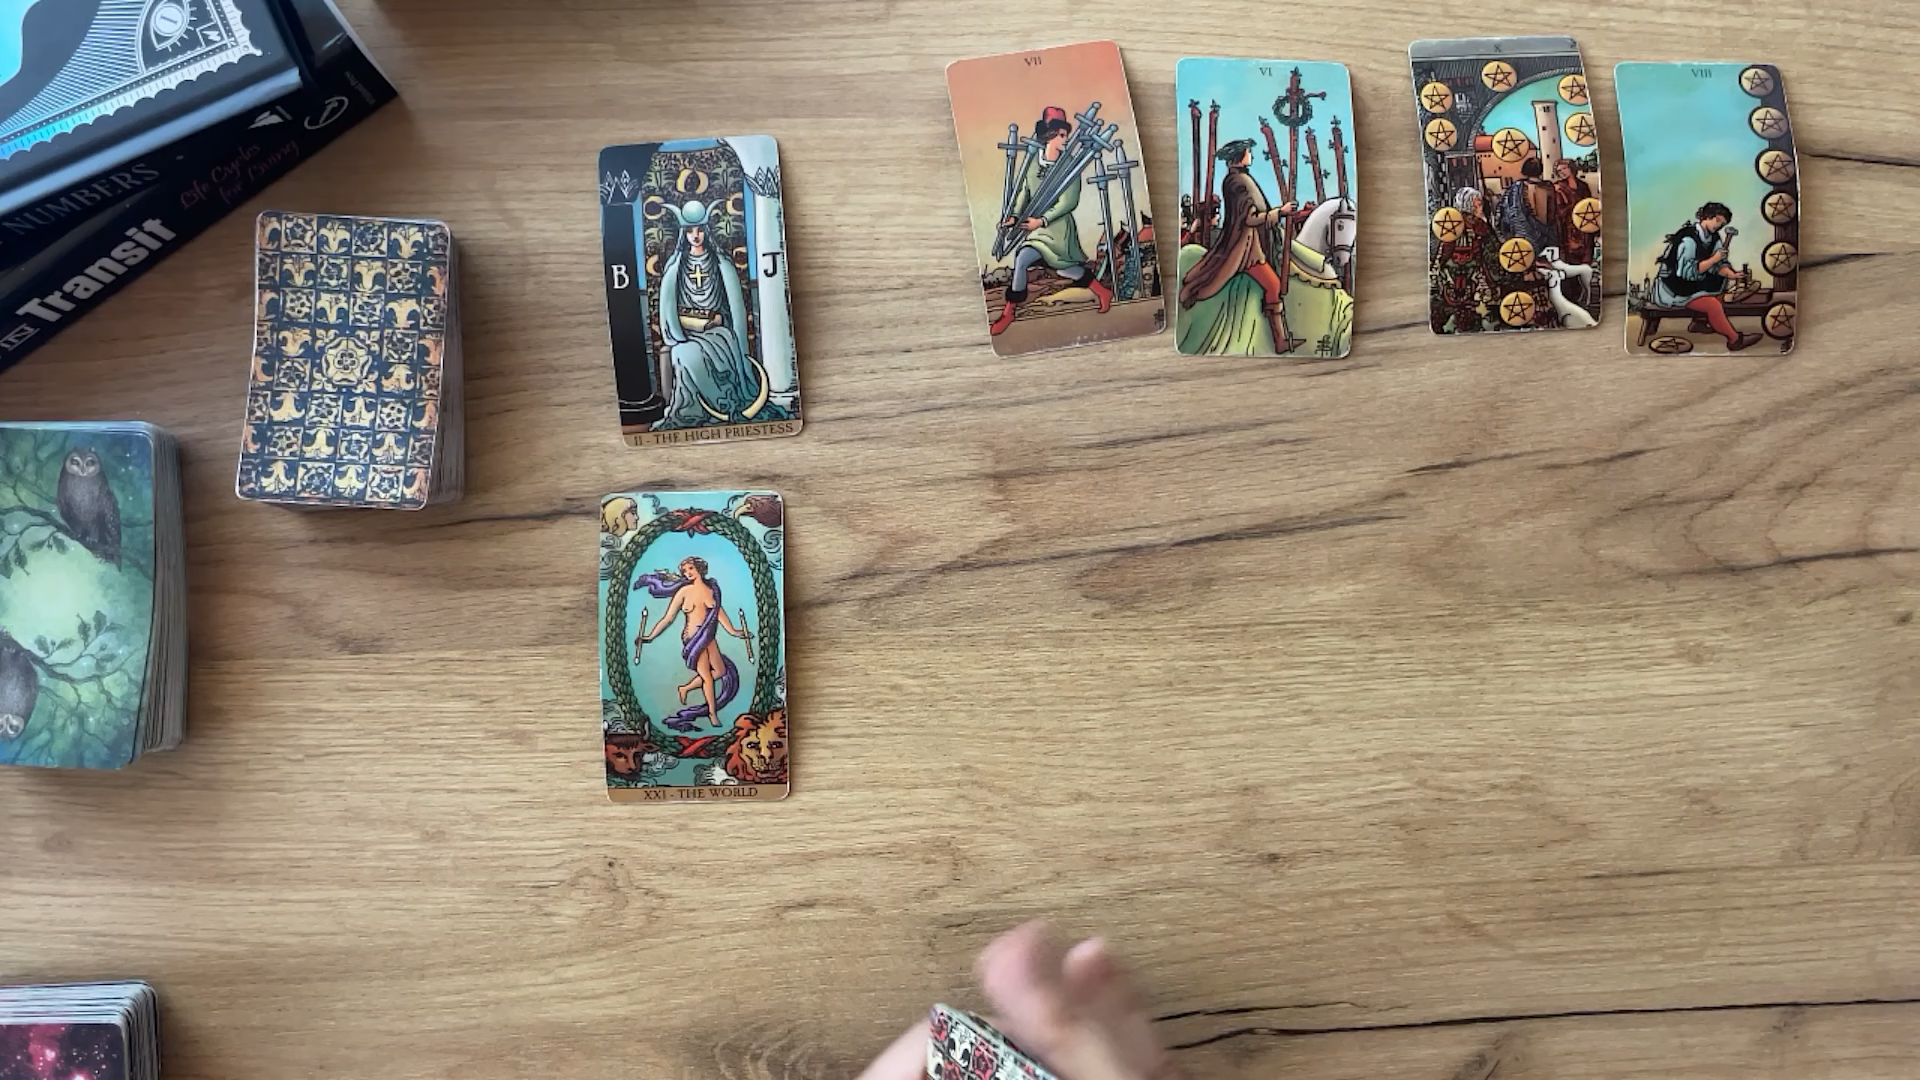 NUMBERS
Transit
Life Cycles
for Living
B
J
II - THE HIGH PRIESTESS
XXI - THE WORLD
VII
VI
X
VIII